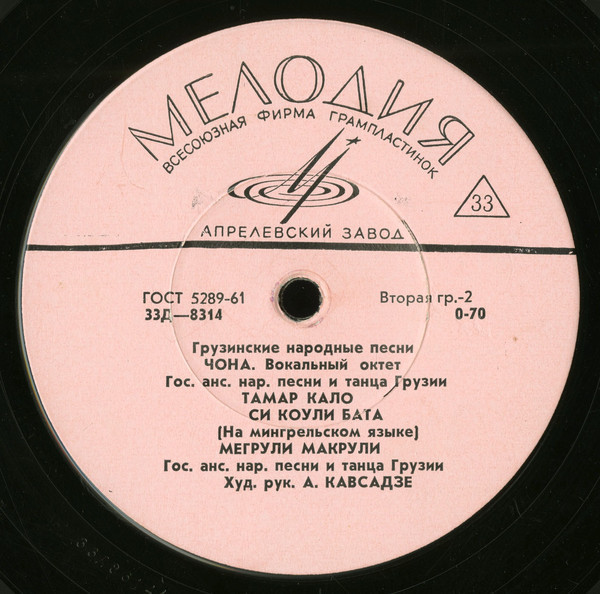 МЕЛОДИЯ
ВСЕСОЮЗНАЯ ФИРМА ГРАМПЛАСТИНОК
33
АПРЕЛЕВСКИЙ ЗАВОД
ГОСТ 5289-61 Вторая гр.-2
33Д—8314 0-70
Грузинские народные песни
ЧОНА. Вокальный октет
Гос. анс. нар. песни и танца Грузии
ТАМАР КАЛО
СИ КОУЛИ БАТА
(На мингрельском языке)
МЕГРУЛИ МАКРУЛИ
Гос. анс. нар. песни и танца Грузии
Худ. рук. А. КАВСАДЗЕ